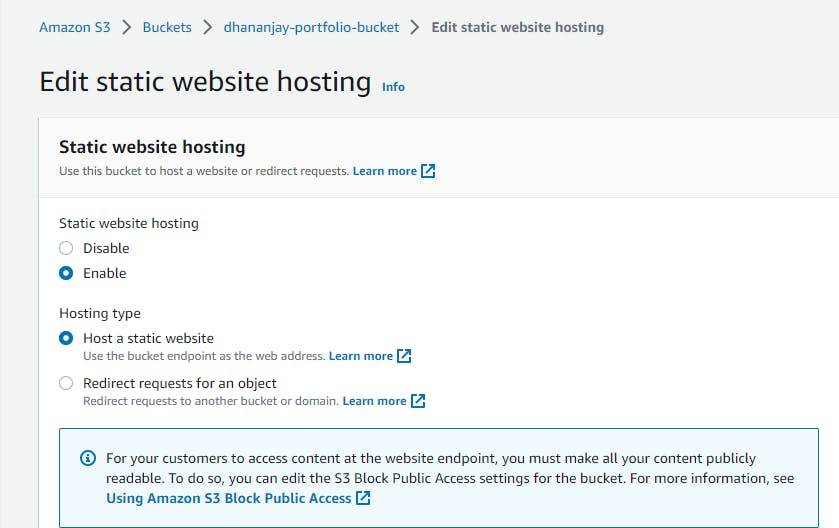 Amazon S3 > Buckets > dhananjay-portfolio-bucket > Edit static website hosting
Edit static website hosting Info
Static website hosting
Use this bucket to host a website or redirect requests. Learn more
Static website hosting
Disable
Enable
Hosting type
Host a static website
Use the bucket endpoint as the web address. Learn more
Redirect requests for an object
Redirect requests to another bucket or domain. Learn more
For your customers to access content at the website endpoint, you must make all your content publicly
readable. To do so, you can edit the S3 Block Public Access settings for the bucket. For more information, see
Using Amazon S3 Block Public Access